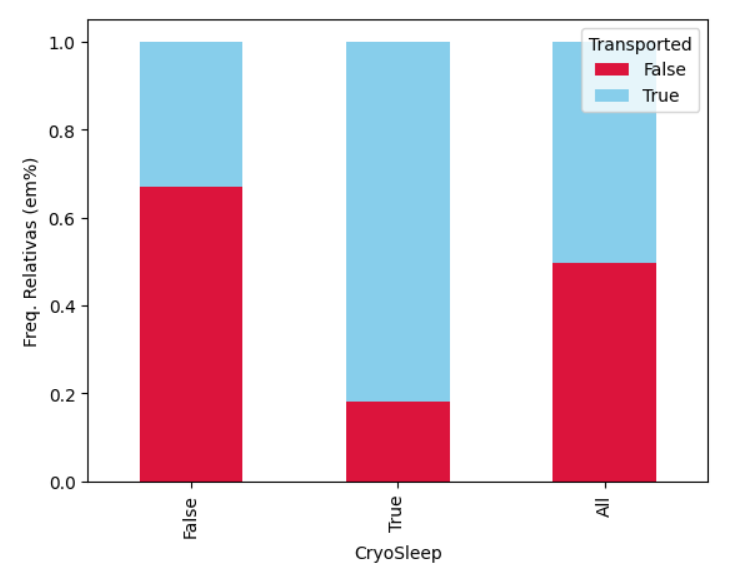 Transported
False
True
1.0
0.8
0.6
0.4
0.2
0.0
Freq. Relativas (em%)
False
True
All
CryoSleep